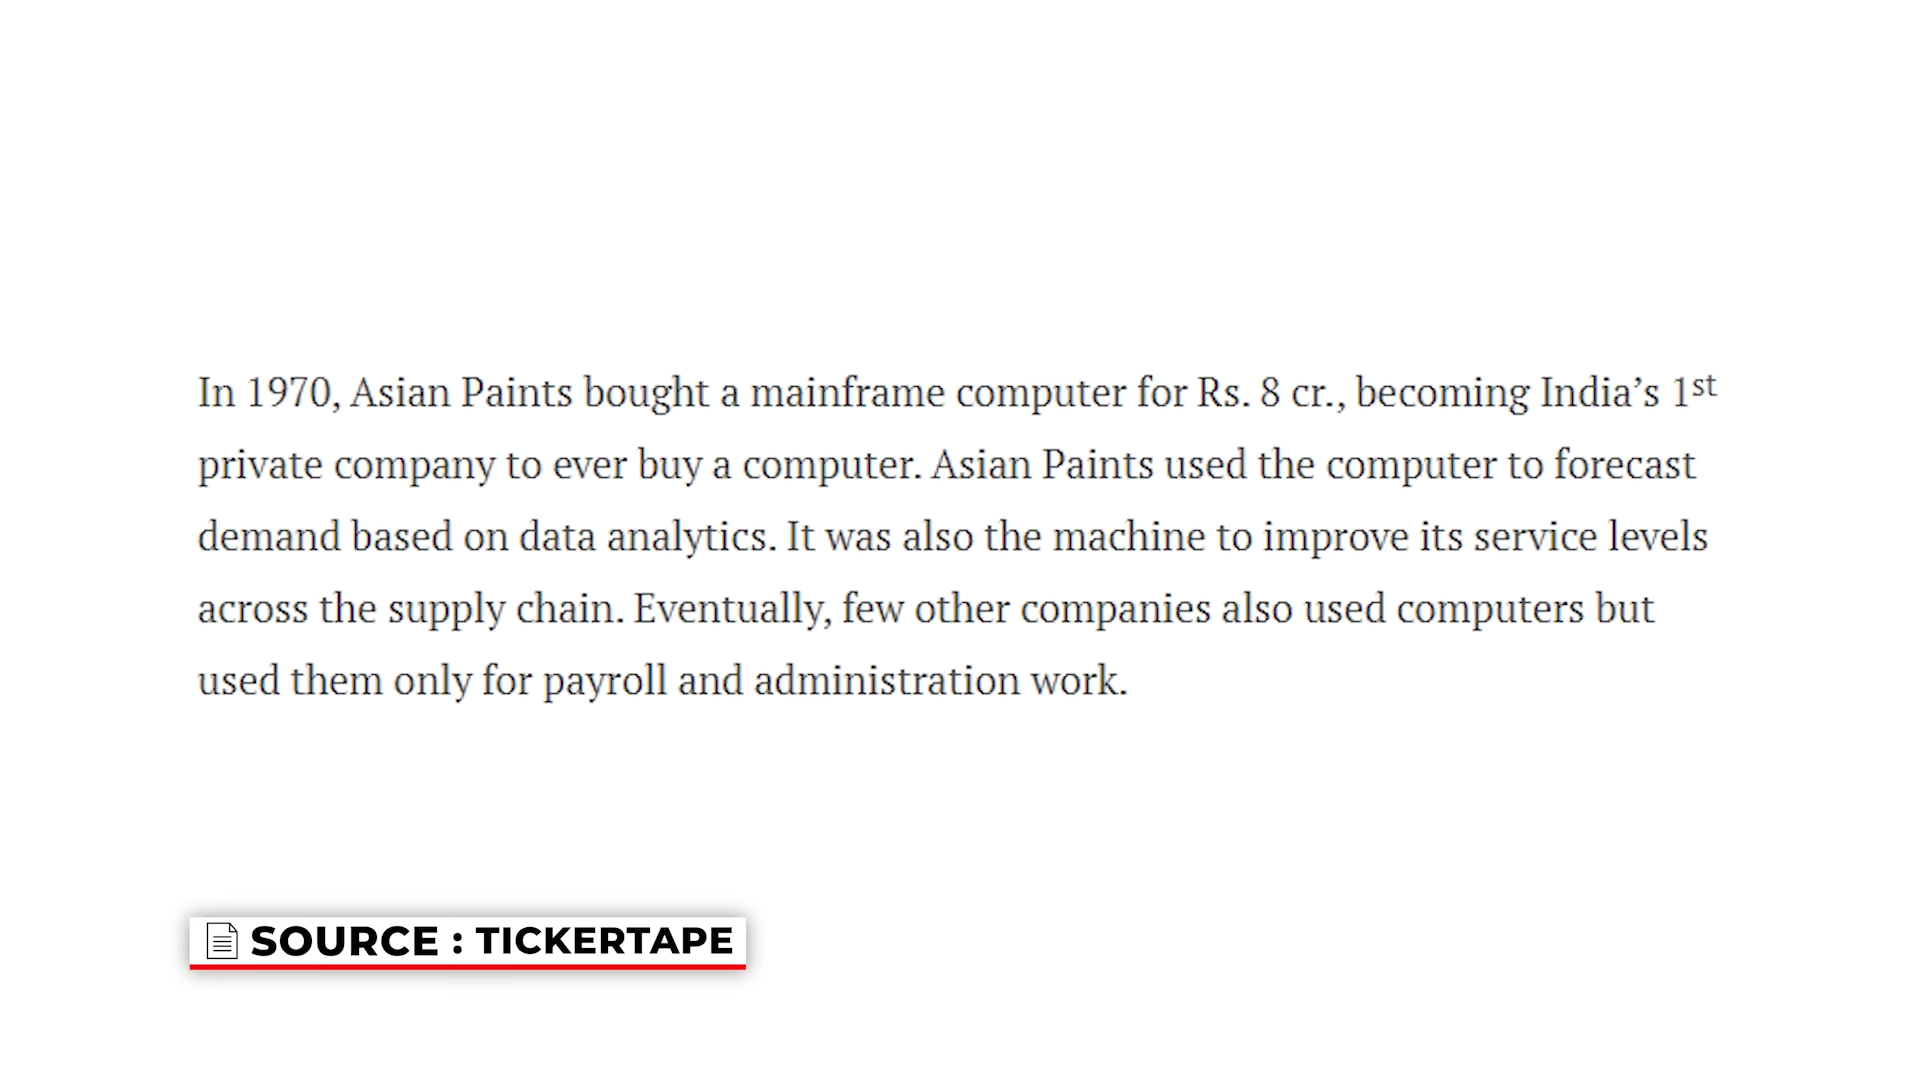 In 1970, Asian Paints bought a mainframe computer for Rs. 8 cr., becoming India’s 1st
private company to ever buy a computer. Asian Paints used the computer to forecast
demand based on data analytics. It was also the machine to improve its service levels
across the supply chain. Eventually, few other companies also used computers but
used them only for payroll and administration work.
SOURCE : TICKERTAPE